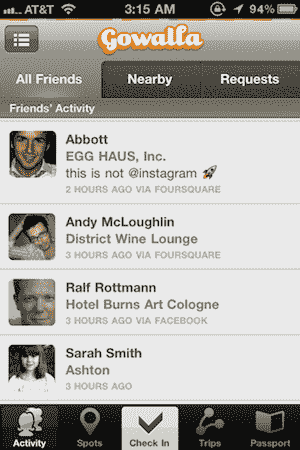 AT&T 3:15 AM 94%
Gowalla
All Friends Nearby Requests
Friends' Activity
Abbott
EGG HAUS, Inc.
this is not @instagram 🚀
2 HOURS AGO VIA FOURSQUARE
Andy McLoughlin
District Wine Lounge
3 HOURS AGO VIA FOURSQUARE
Ralf Rottmann
Hotel Burns Art Cologne
3 HOURS AGO VIA FACEBOOK
Sarah Smith
Ashton
3 HOURS AGO
Activity Spots Check In Trips Passport